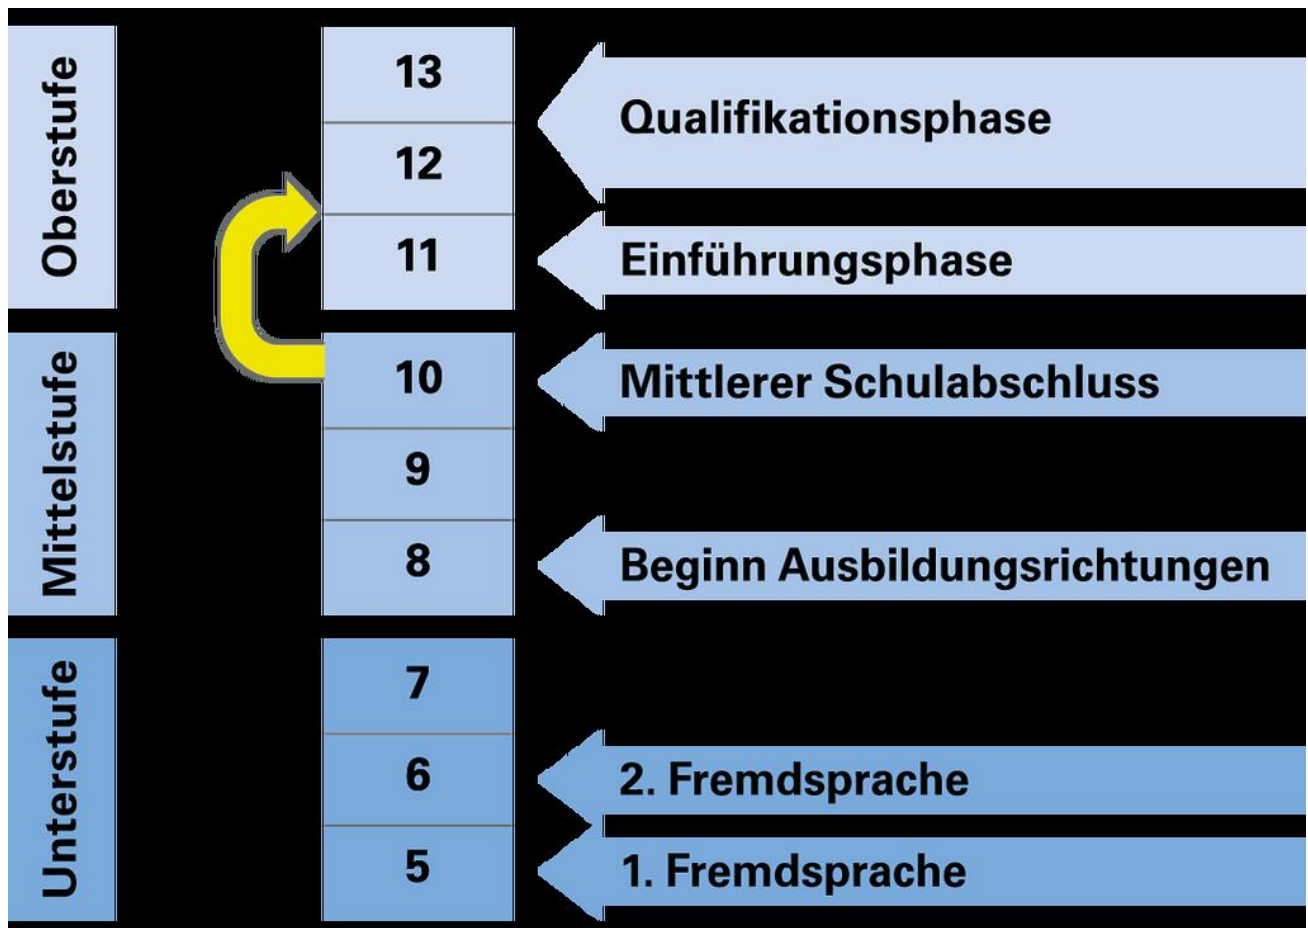 Oberstufe
13
12
11
Qualifikationsphase
Einführungsphase
Mittelstufe
10
9
8
Mittlerer Schulabschluss
Beginn Ausbildungsrichtungen
Unterstufe
7
6
5
2. Fremdsprache
1. Fremdsprache